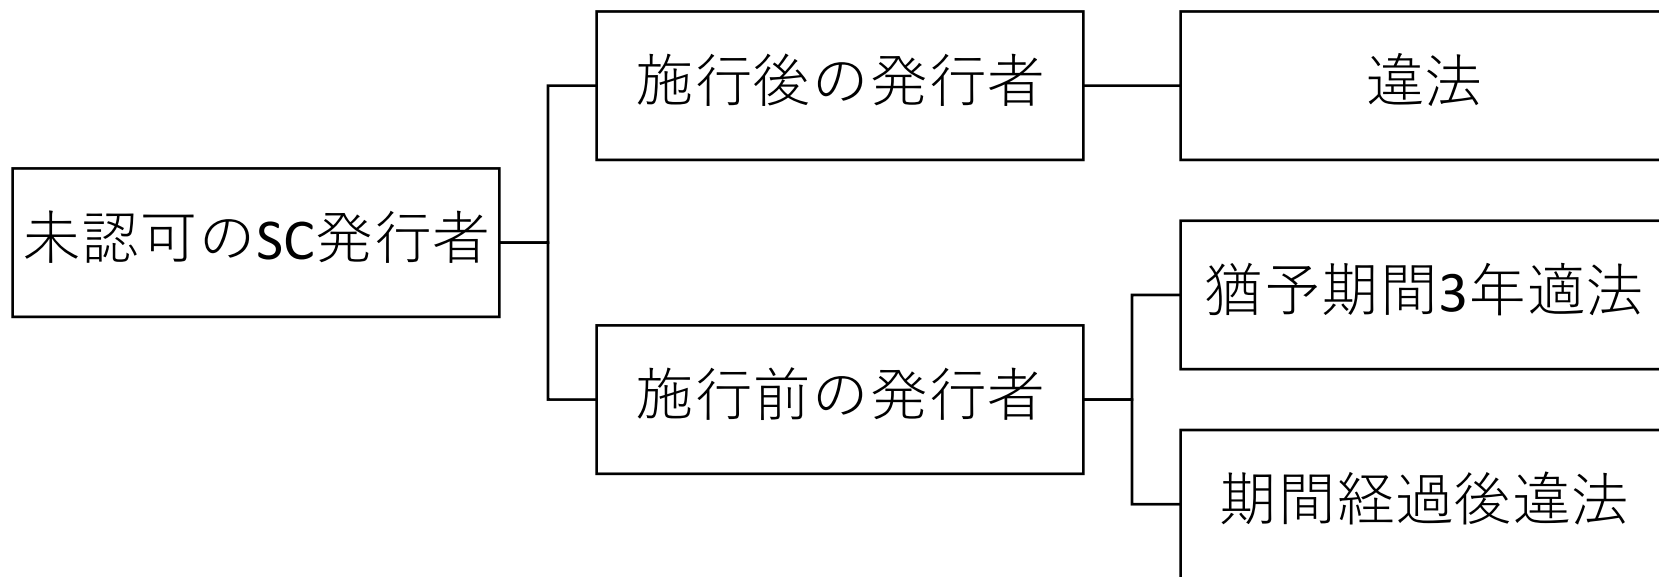 未認可のSC発行者
施行後の発行者
違法
施行前の発行者
猶予期間3年適法
期間経過後違法